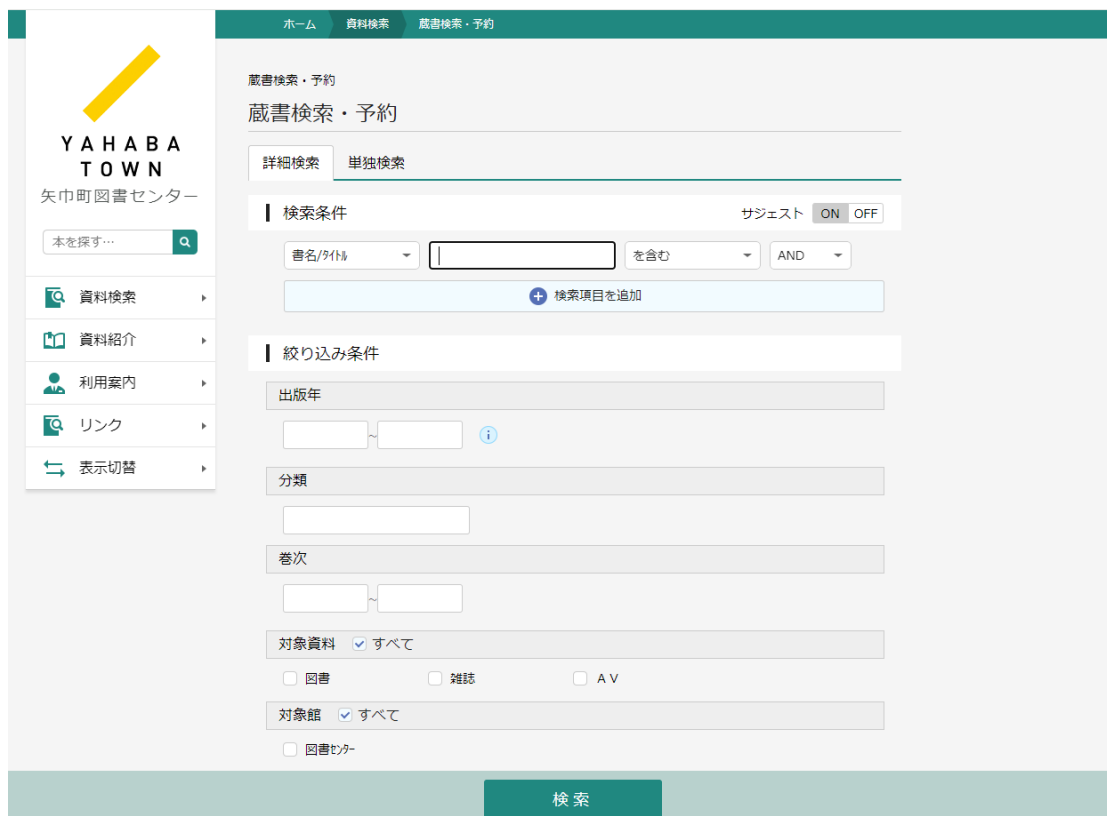 ホーム 資料検索 蔵書検索・予約
YAHABA
TOWN
矢巾町図書センター
本を探す…
資料検索
資料紹介
利用案内
リンク
表示切替
蔵書検索・予約
蔵書検索・予約
詳細検索 単独検索
検索条件 サジェスト ON OFF
書名/ﾀｲﾄﾙ を含む AND
検索項目を追加
絞り込み条件
出版年
~
分類
巻次
~
対象資料 すべて
図書 雑誌 ＡＶ
対象館 すべて
図書ｾﾝﾀｰ
検索